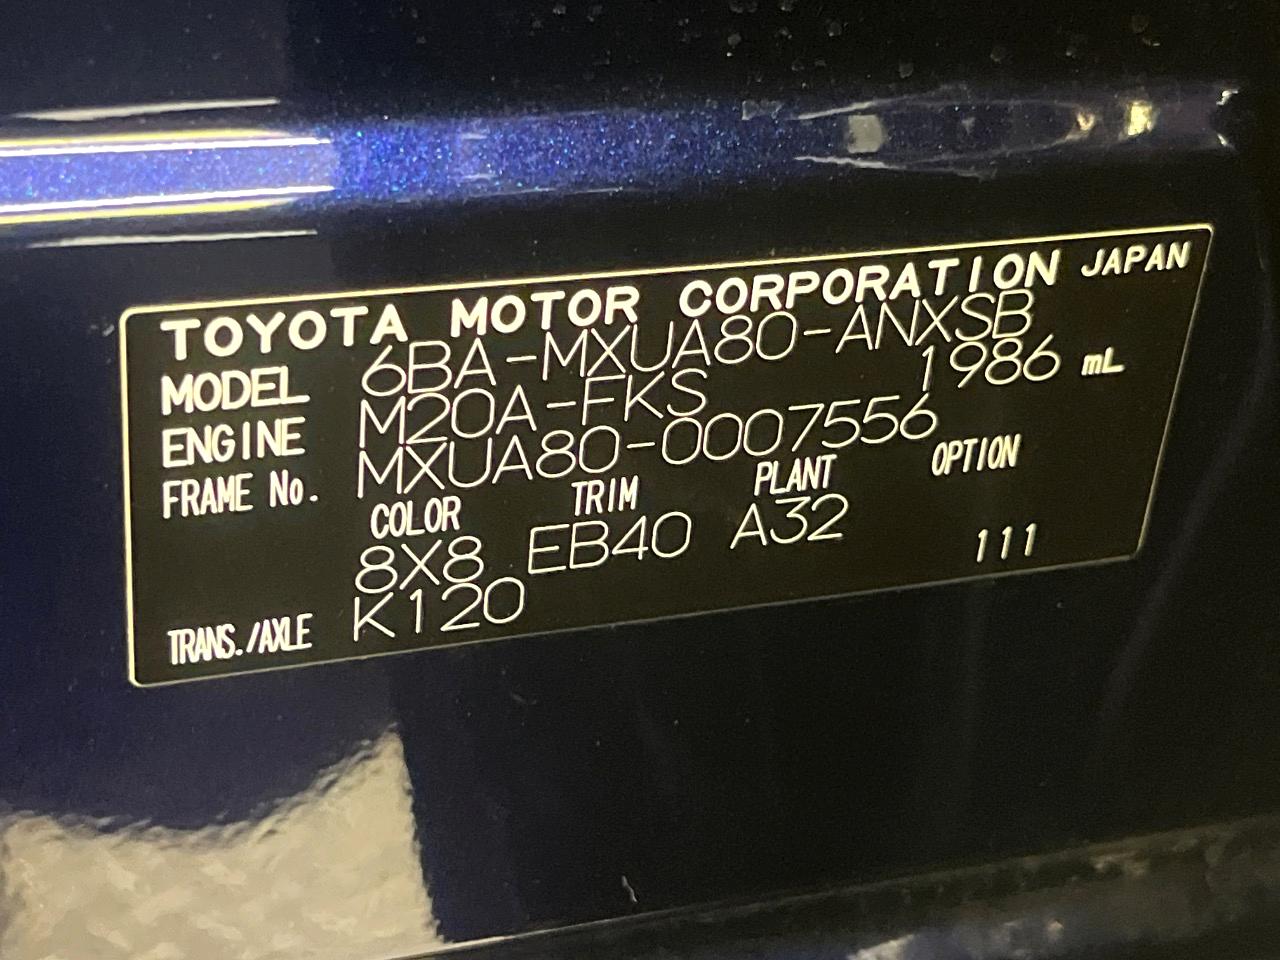 TOYOTA MOTOR CORPORATION JAPAN
MODEL 6BA-MXUA80-ANXSB
ENGINE M20A-FKS 1986 mL
FRAME No. MXUA80-0007556
COLOR TRIM PLANT OPTION
8X8 EB40 A32 111
TRANS./AXLE K120